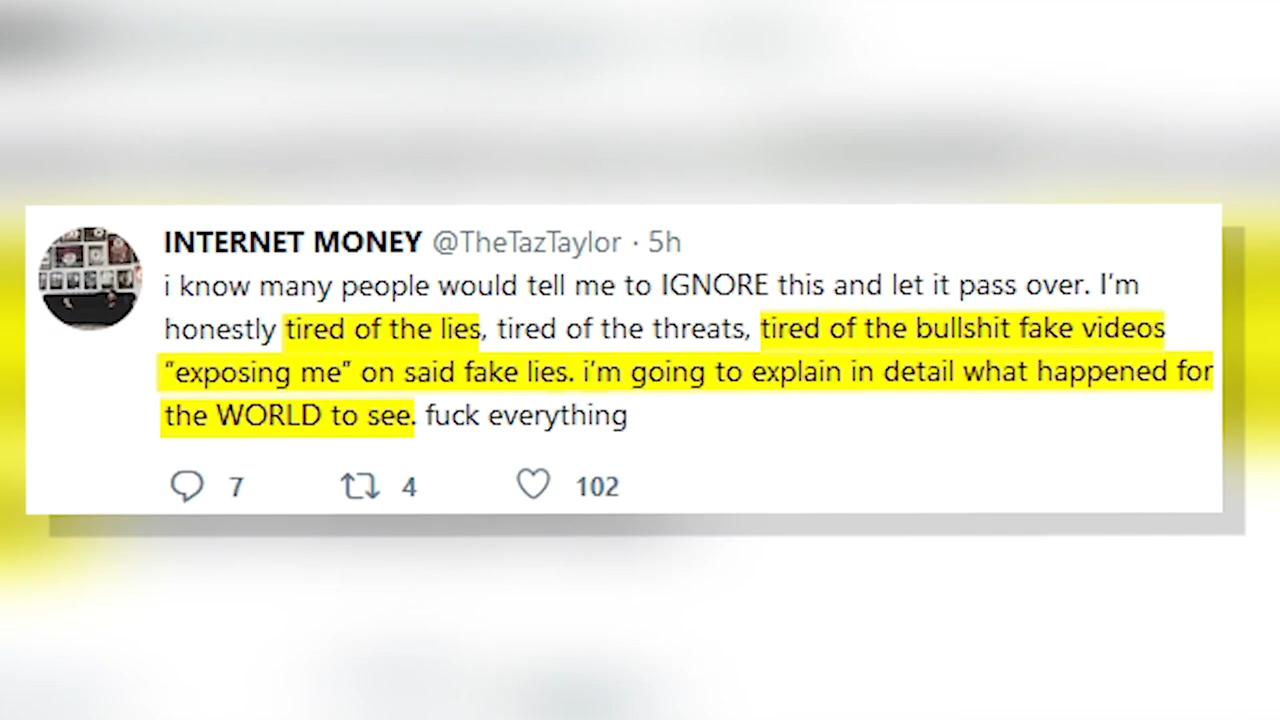 INTERNET MONEY @TheTazTaylor · 5h
i know many people would tell me to IGNORE this and let it pass over. I’m
honestly tired of the lies, tired of the threats, tired of the bullshit fake videos
“exposing me” on said fake lies. i’m going to explain in detail what happened for
the WORLD to see. fuck everything
7 4 102